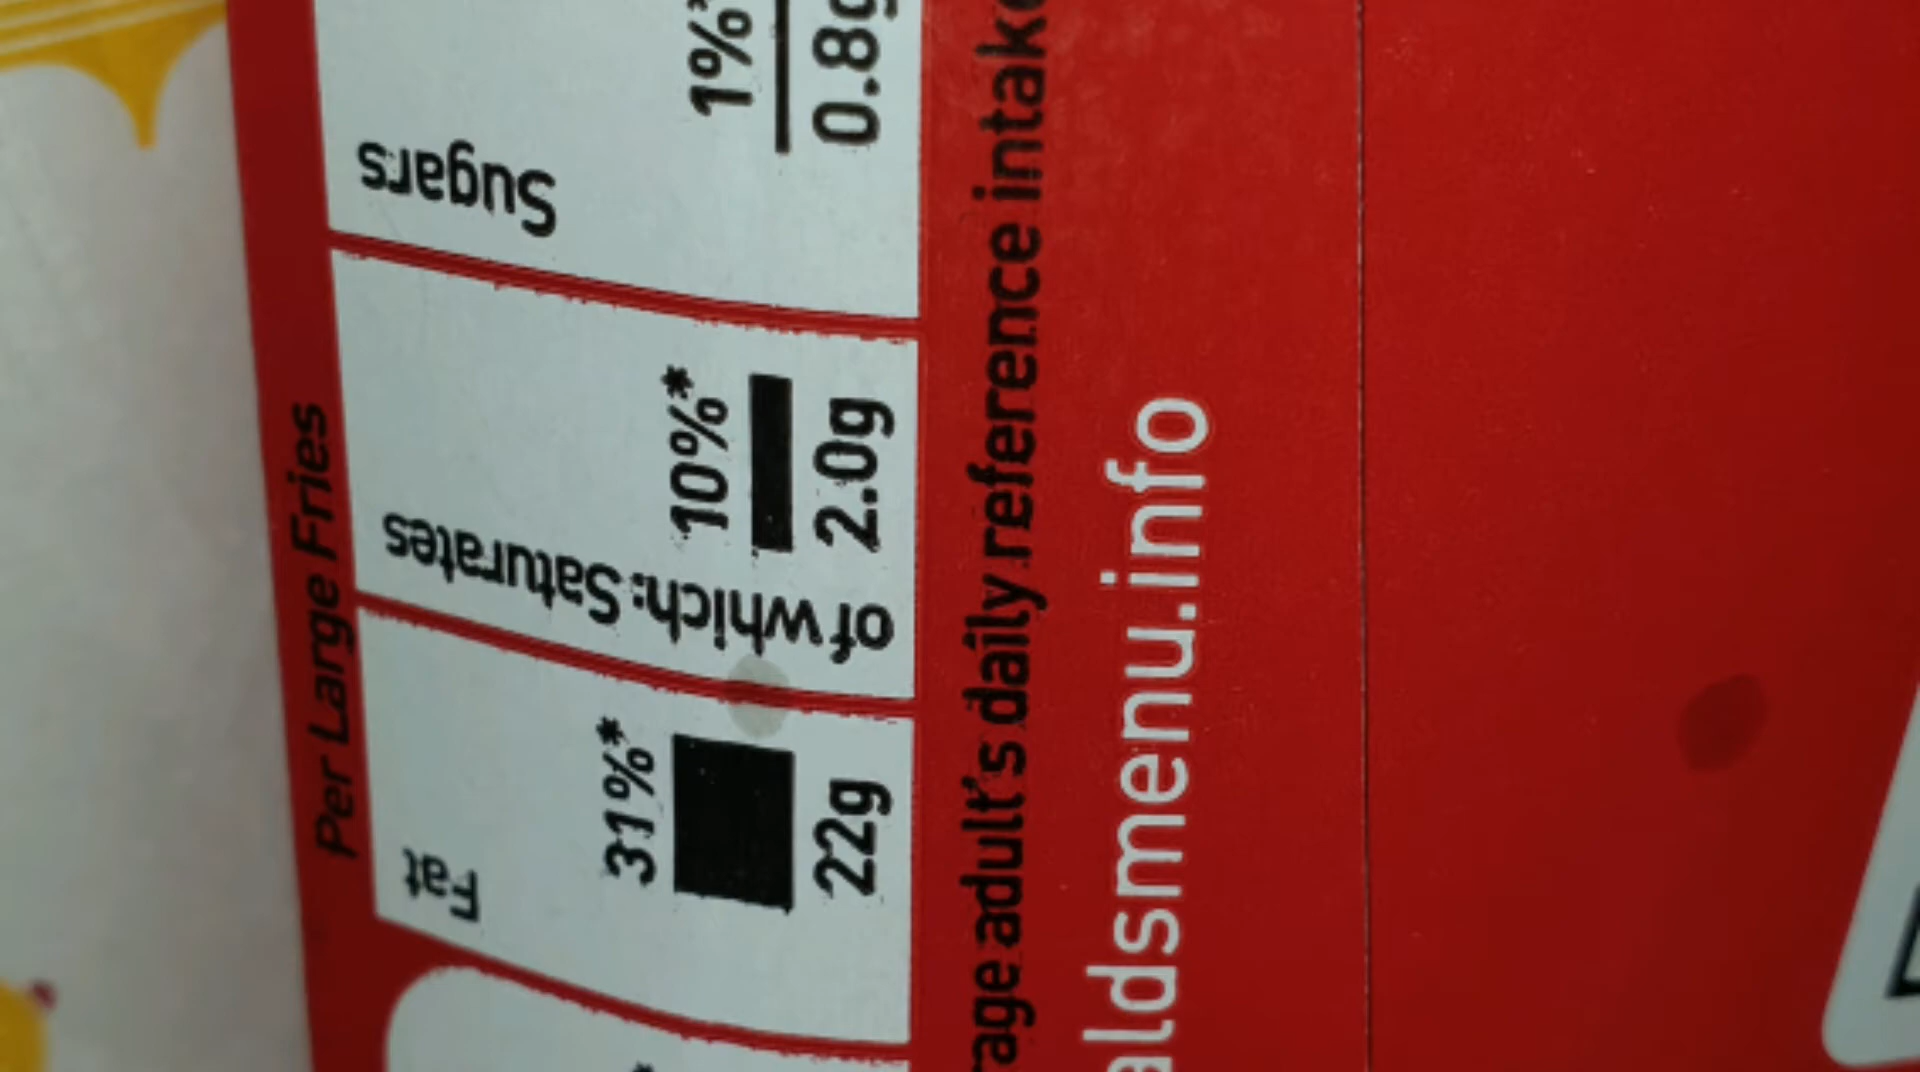 Per Large Fries
Fat
31%*
22g
of which: Saturates
10%*
2.0g
Sugars
1%
0.8g
adult's daily reference intake
aldsmenu.info